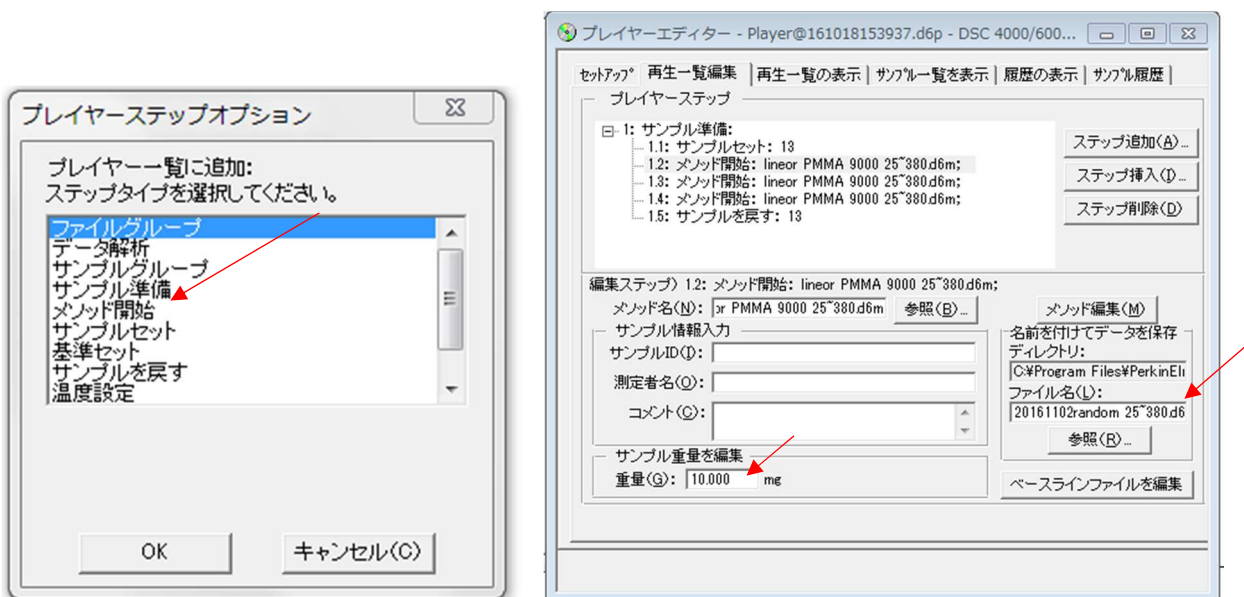 プレイヤーステップオプション
プレイヤー一覧に追加:
ステップタイプを選択してください。
ファイルグループ
データ解析
サンプルグループ
サンプル準備
メソッド開始
サンプルセット
基準セット
サンプルを戻す
温度設定
OK
キャンセル(C)
プレイヤーエディター - Player@161018153937.d6p - DSC 4000/600...
セットアップ 再生一覧編集 再生一覧の表示 サンプル一覧を表示 履歴の表示 サンプル履歴
プレイヤーステップ
1: サンプル準備:
1.1: サンプルセット: 13
1.2: メソッド開始: lineor PMMA 9000 25~380.d6m;
1.3: メソッド開始: lineor PMMA 9000 25~380.d6m;
1.4: メソッド開始: lineor PMMA 9000 25~380.d6m;
1.5: サンプルを戻す: 13
ステップ追加(A)...
ステップ挿入(I)...
ステップ削除(D)
編集ステップ) 1.2: メソッド開始: lineor PMMA 9000 25~380.d6m;
メソッド名(N): or PMMA 9000 25~380.d6m 参照(B)... メソッド編集(M)
サンプル情報入力
サンプルID(I):
測定者名(O):
コメント(C):
名前を付けてデータを保存
ディレクトリ:
C:¥Program Files¥PerkinEl
ファイル名(L):
20161102random 25~380.d6
参照(R)...
サンプル重量を編集
重量(G): 10.000 mg
ベースラインファイルを編集